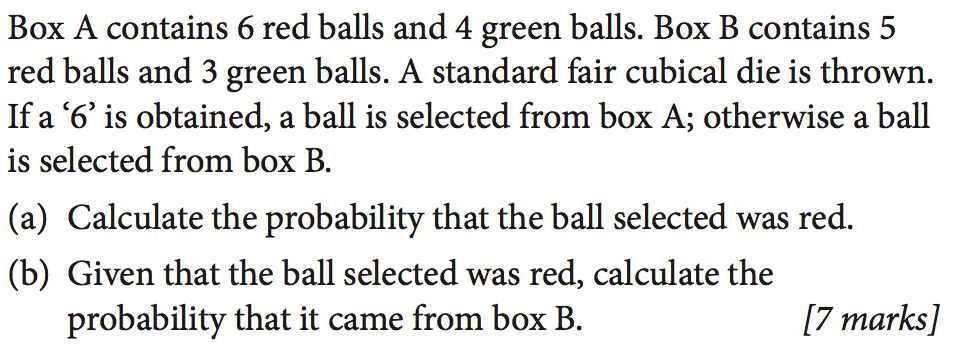 Box A contains 6 red balls and 4 green balls. Box B contains 5
red balls and 3 green balls. A standard fair cubical die is thrown.
If a ‘6’ is obtained, a ball is selected from box A; otherwise a ball
is selected from box B.
(a) Calculate the probability that the ball selected was red.
(b) Given that the ball selected was red, calculate the
probability that it came from box B. [7 marks]